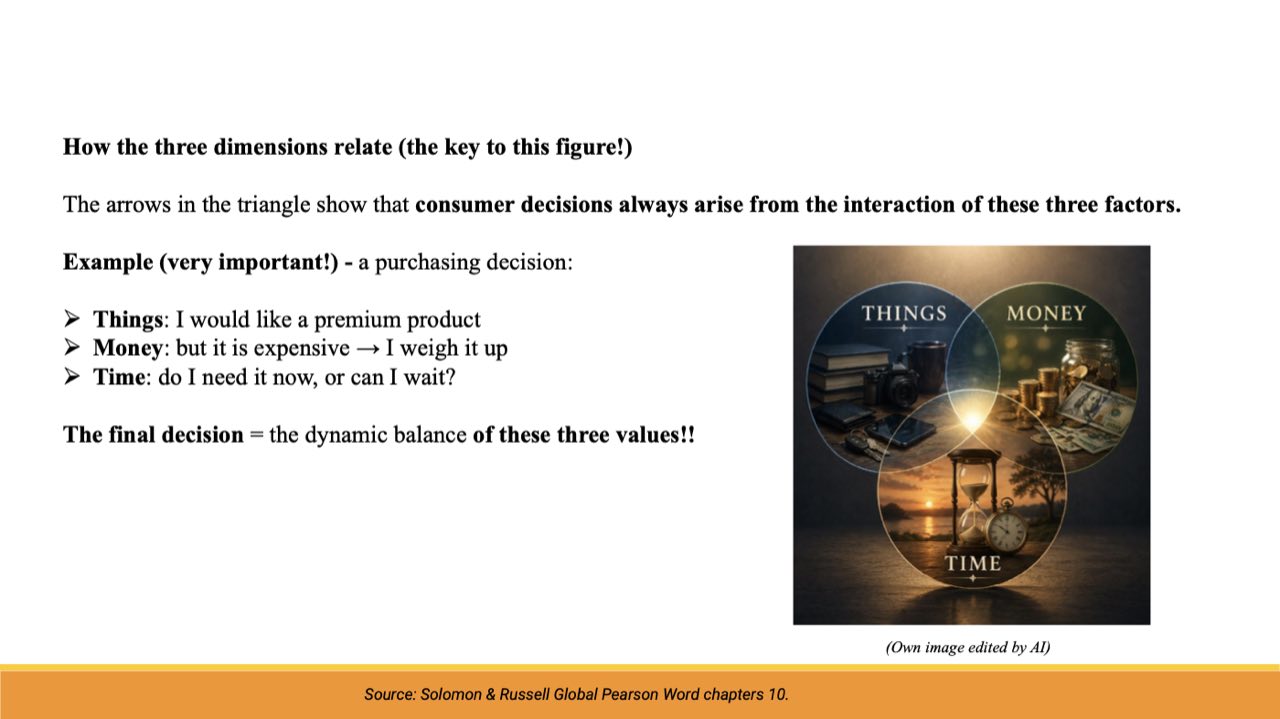 How the three dimensions relate (the key to this figure!)
The arrows in the triangle show that consumer decisions always arise from the interaction of these three factors.
Example (very important!) - a purchasing decision:
➢ Things: I would like a premium product
➢ Money: but it is expensive → I weigh it up
➢ Time: do I need it now, or can I wait?
The final decision = the dynamic balance of these three values!!
THINGS
MONEY
TIME
(Own image edited by AI)
Source: Solomon & Russell Global Pearson Word chapters 10.